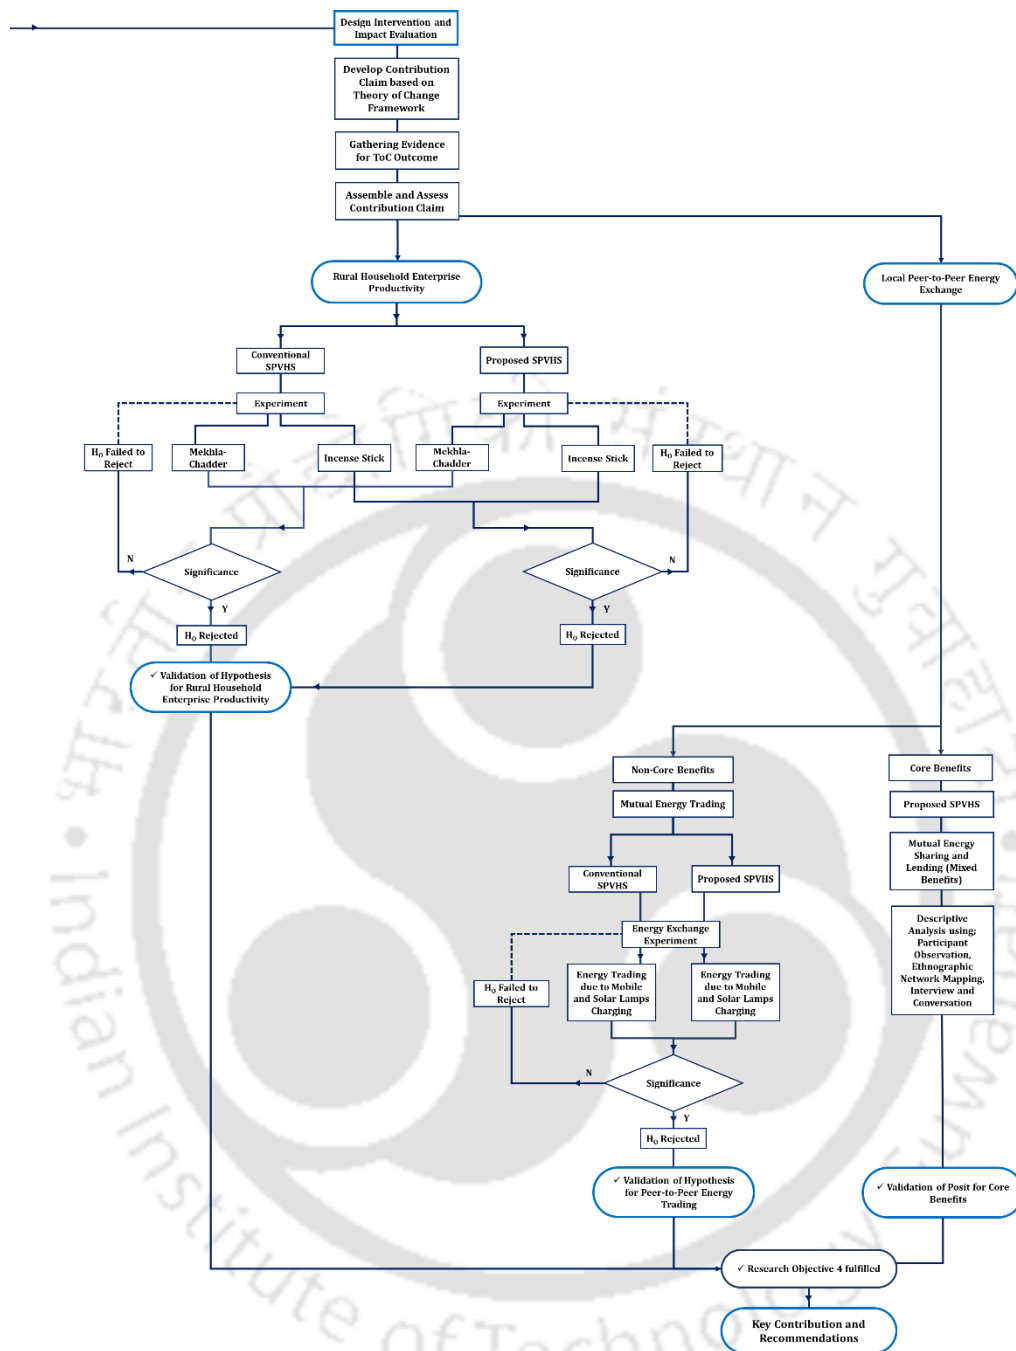 Design Intervention and
Impact Evaluation
Develop Contribution
Claim based on
Theory of Change
Framework
Gathering Evidence
for ToC Outcome
Assemble and Assess
Contribution Claim
Rural Household Enterprise
Productivity
Local Peer-to-Peer Energy
Exchange
Conventional
SPVHS
Proposed SPVHS
Experiment
Experiment
H₀ Failed to
Reject
Mekhla-
Chadder
Incense Stick
Mekhla-
Chadder
Incense Stick
H₀ Failed to
Reject
N
Significance
Y
Significance
N
Y
H₀ Rejected
H₀ Rejected
✓ Validation of Hypothesis
for Rural Household
Enterprise Productivity
Non-Core Benefits
Core Benefits
Mutual Energy Trading
Proposed SPVHS
Conventional
SPVHS
Proposed SPVHS
Mutual Energy
Sharing and
Lending (Mixed
Benefits)
Energy Exchange
Experiment
Descriptive
Analysis using;
Participant
Observation,
Ethnographic
Network Mapping,
Interview and
Conversation
H₀ Failed to
Reject
Energy Trading
due to Mobile
and Solar Lamps
Charging
Energy Trading
due to Mobile
and Solar Lamps
Charging
N
Significance
Y
H₀ Rejected
✓ Validation of Hypothesis
for Peer-to-Peer Energy
Trading
✓ Validation of Posit for Core
Benefits
✓ Research Objective 4 fulfilled
Key Contribution and
Recommendations
Indian Institute of Technology Guwahati